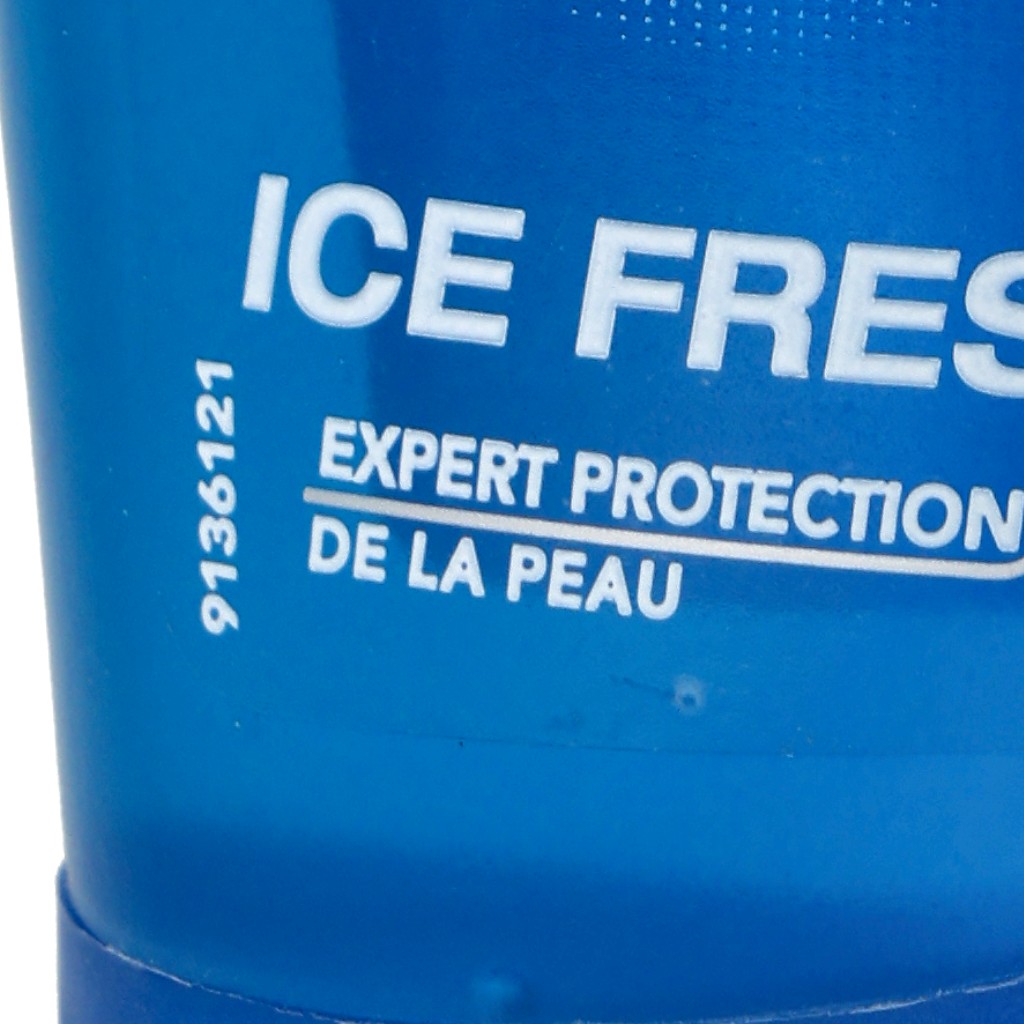 ICE FRES
EXPERT PROTECTION
DE LA PEAU
9136121